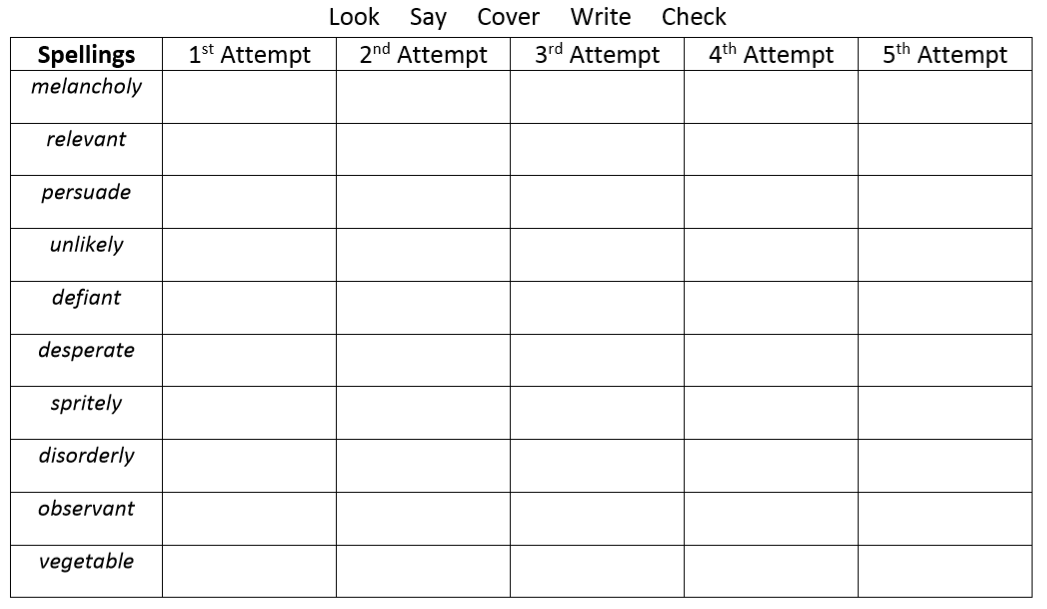 Look Say Cover Write Check
Spellings 1st Attempt 2nd Attempt 3rd Attempt 4th Attempt 5th Attempt
melancholy
relevant
persuade
unlikely
defiant
desperate
spritely
disorderly
observant
vegetable